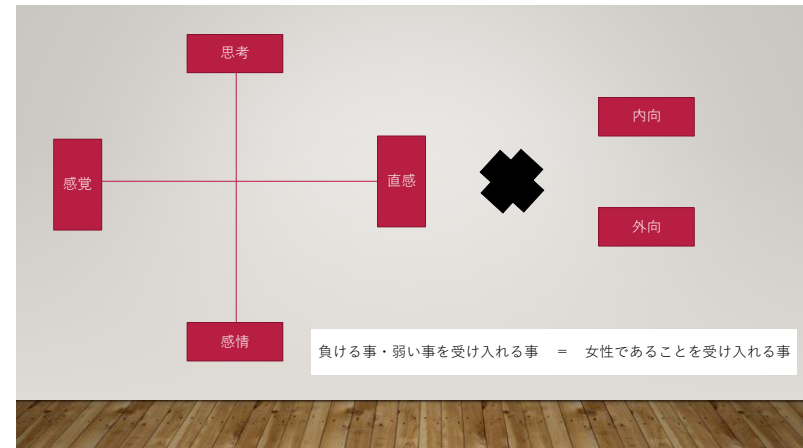 思考
内向
感覚
直感
外向
感情
負ける事・弱い事を受け入れる事　＝　女性であることを受け入れる事